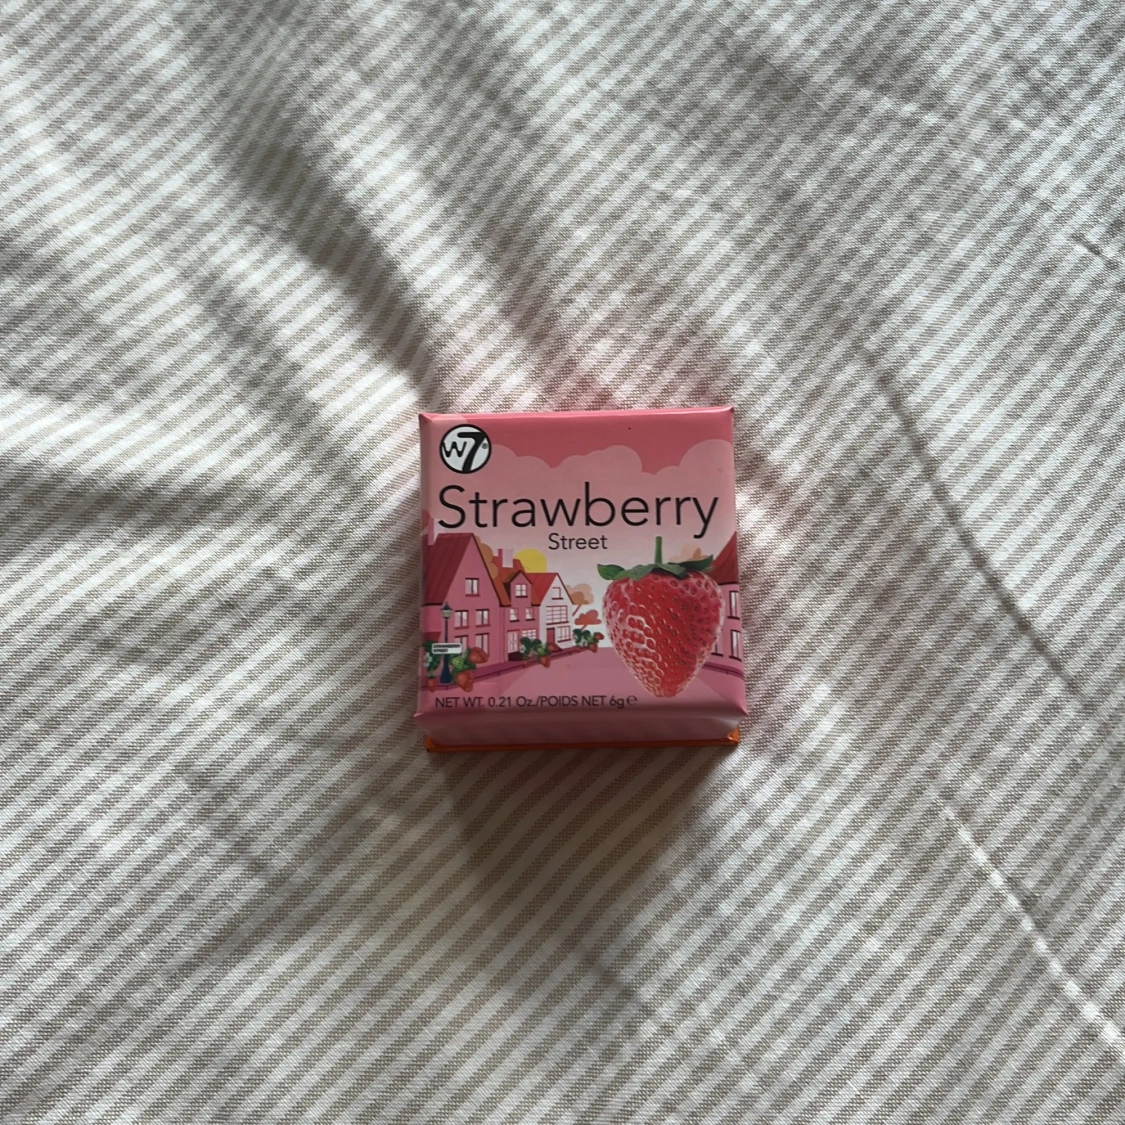 W7
Strawberry
Street
NET WT. 0.21 Oz./POIDS NET 6g ℮